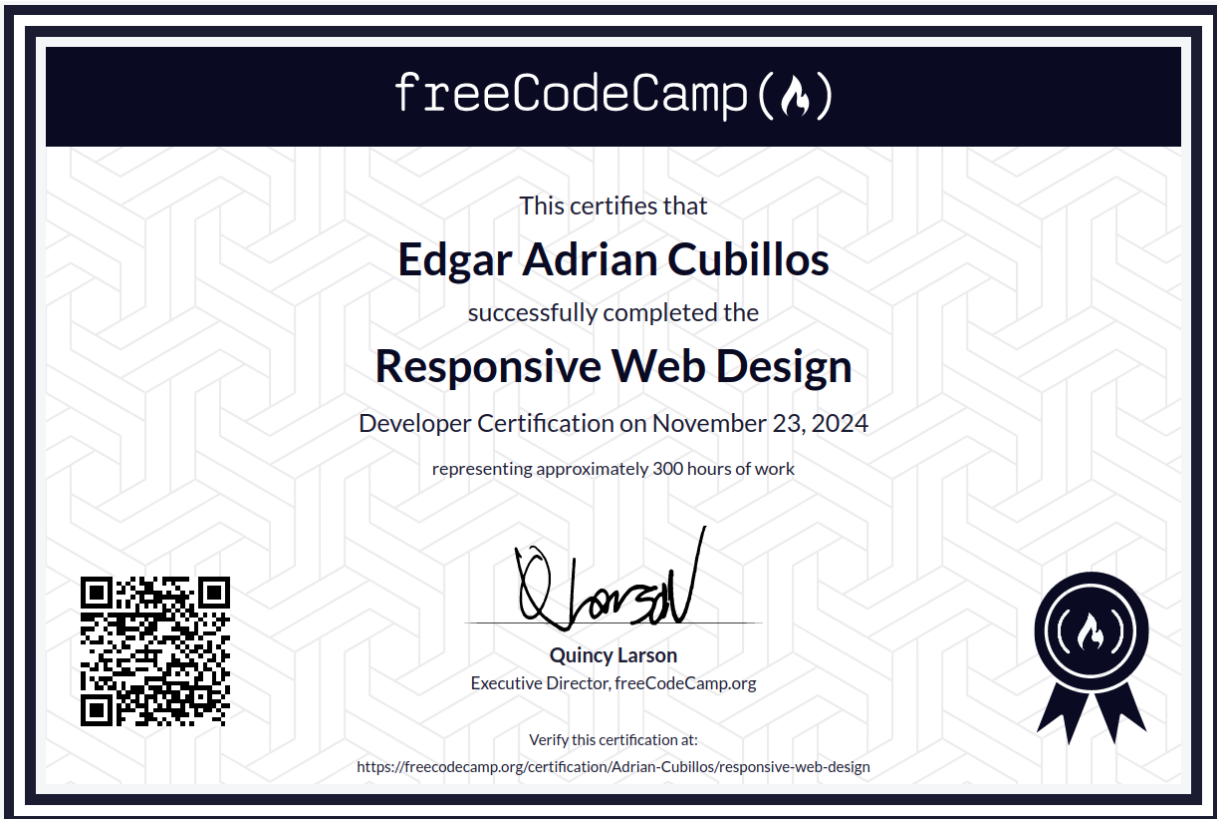 freeCodeCamp
This certifies that
Edgar Adrian Cubillos
successfully completed the
Responsive Web Design
Developer Certification on November 23, 2024
representing approximately 300 hours of work
Q Larson
Quincy Larson
Executive Director, freeCodeCamp.org
Verify this certification at:
https://freecodecamp.org/certification/Adrian-Cubillos/responsive-web-design